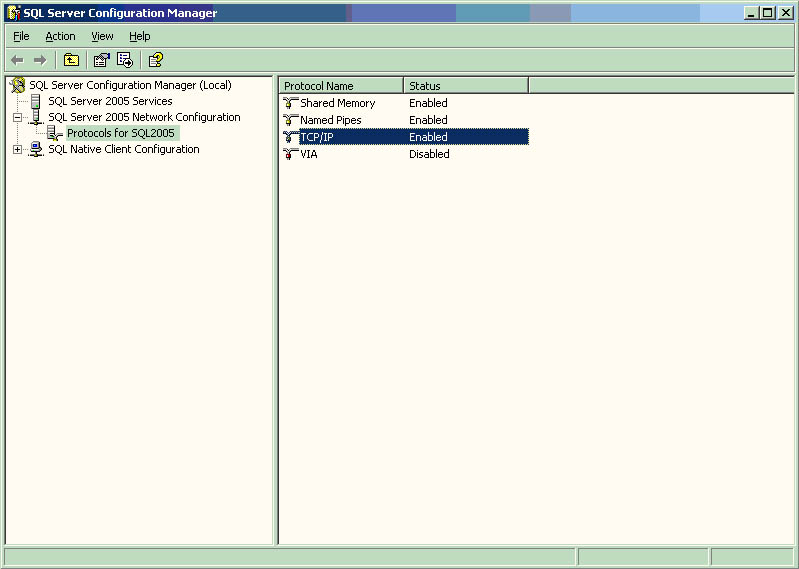 SQL Server Configuration Manager
File Action View Help
SQL Server Configuration Manager (Local)
SQL Server 2005 Services
SQL Server 2005 Network Configuration
Protocols for SQL2005
SQL Native Client Configuration
Protocol Name Status
Shared Memory Enabled
Named Pipes Enabled
TCP/IP Enabled
VIA Disabled